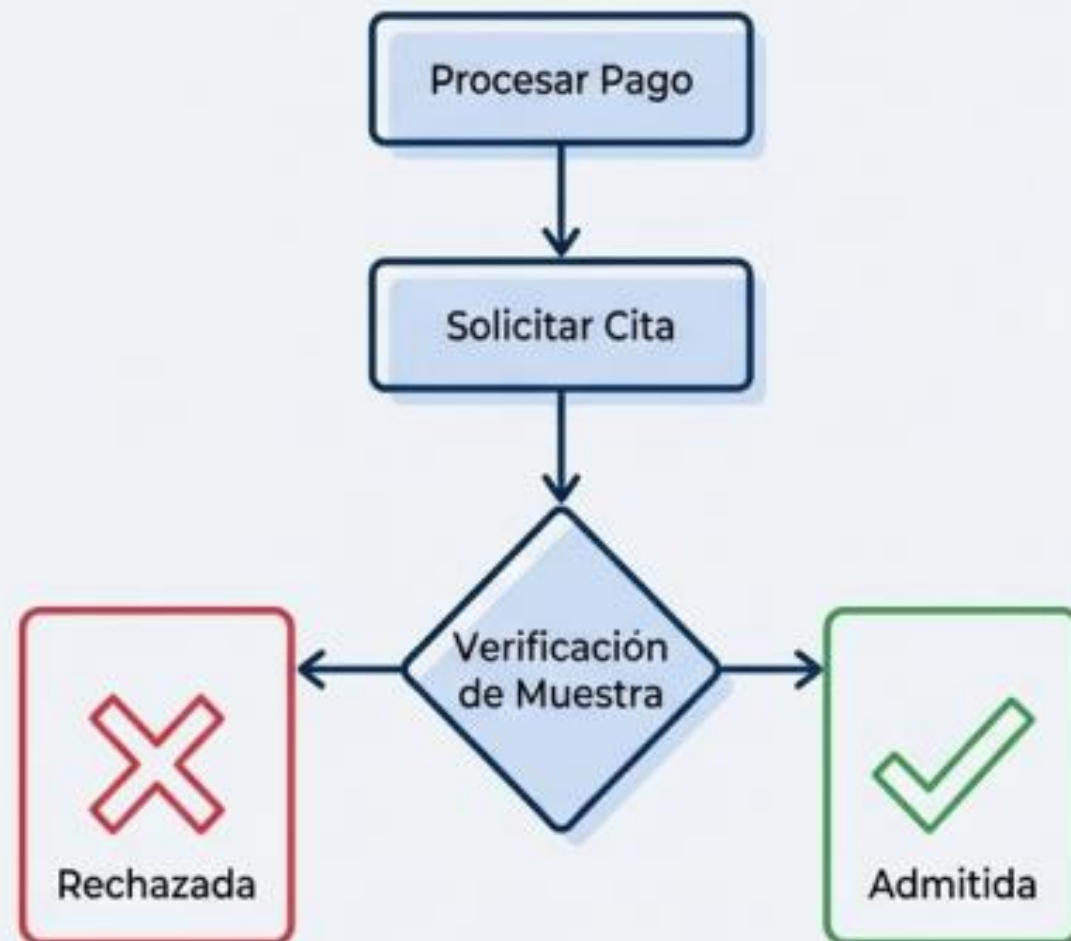 Procesar Pago
Solicitar Cita
Verificación
de Muestra
Rechazada
Admitida